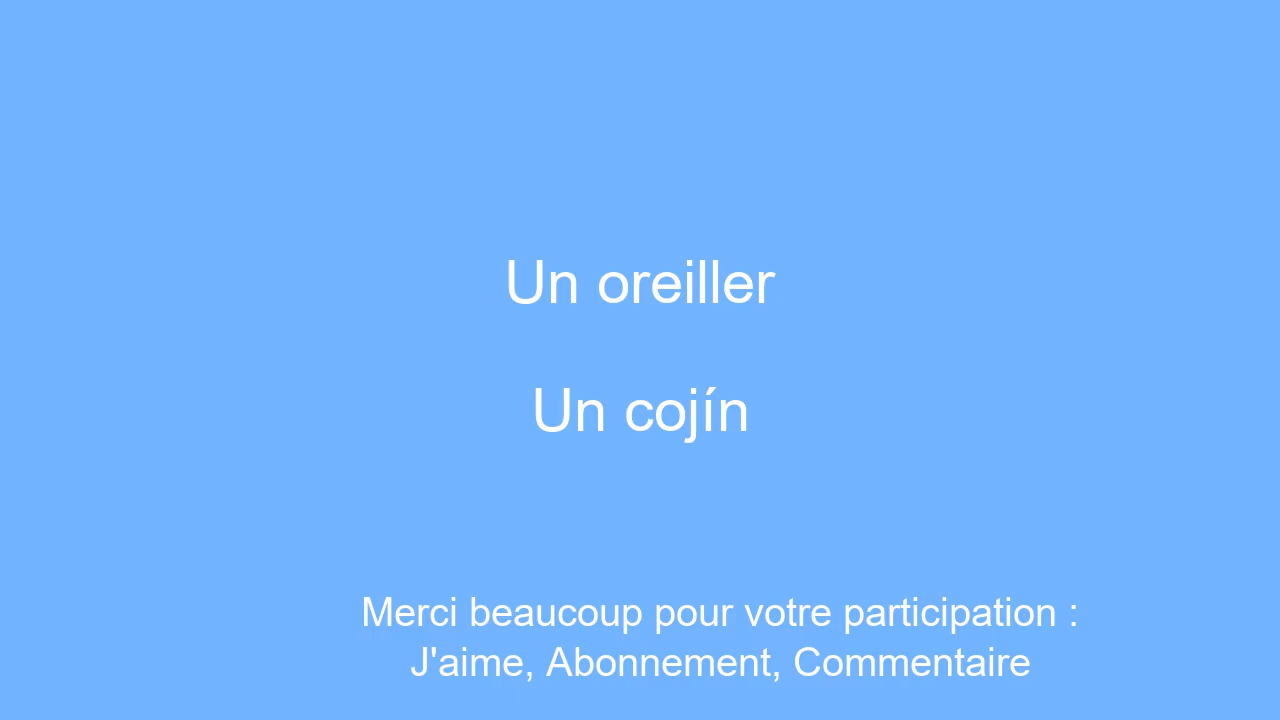 Un oreiller
Un cojín
Merci beaucoup pour votre participation :
J'aime, Abonnement, Commentaire